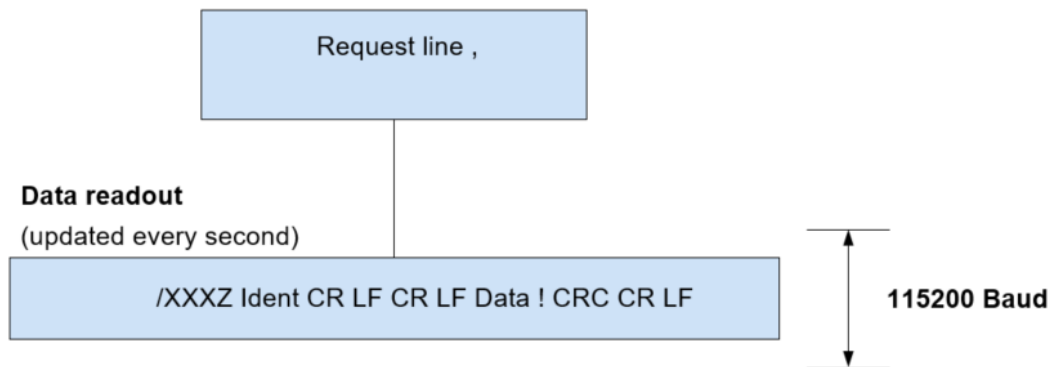 Request line ,
Data readout
(updated every second)
/XXXZ Ident CR LF CR LF Data ! CRC CR LF
115200 Baud